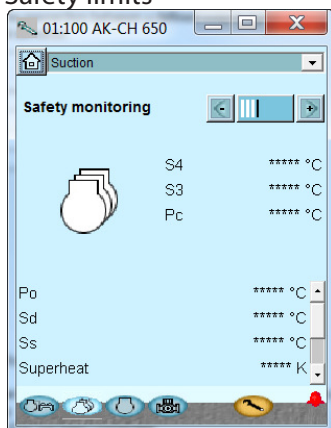 Safety limits
01:100 AK-CH 650
Suction
Safety monitoring
S4 ***** °C
S3 ***** °C
Pc ***** °C
Po ***** °C
Sd ***** °C
Ss ***** °C
Superheat ***** K